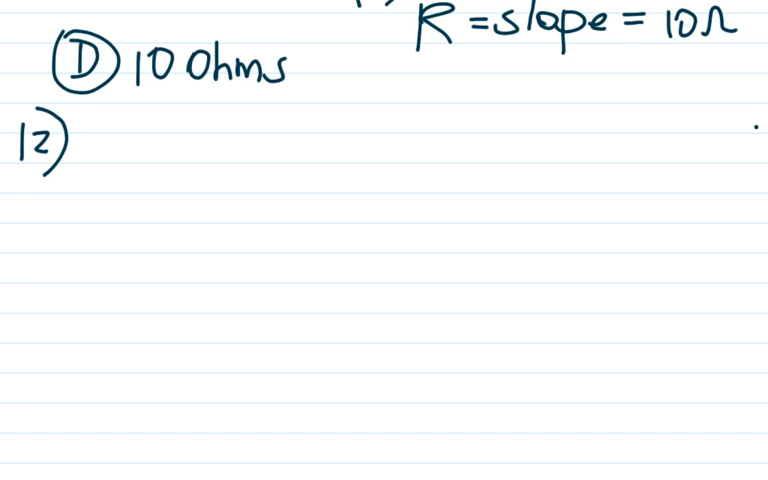 R = slope = 10Ω
D 10 Ohms
12)